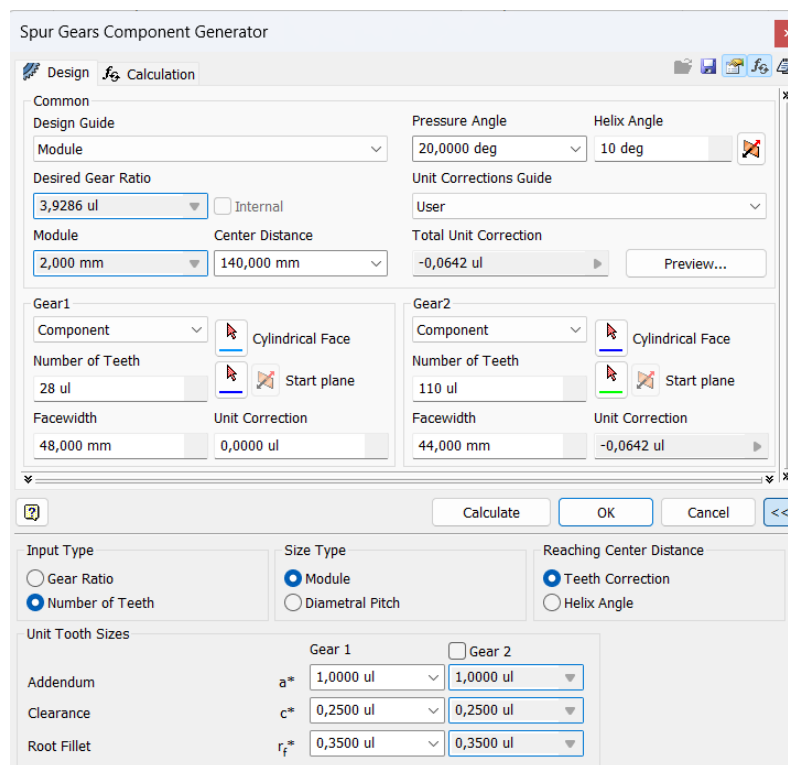 Spur Gears Component Generator
Design fG Calculation
Common
Design Guide Pressure Angle Helix Angle
Module 20,0000 deg 10 deg
Desired Gear Ratio Unit Corrections Guide
3,9286 ul Internal User
Module Center Distance Total Unit Correction
2,000 mm 140,000 mm -0,0642 ul Preview...
Gear1 Gear2
Component Cylindrical Face Component Cylindrical Face
Number of Teeth Number of Teeth
28 ul Start plane 110 ul Start plane
Facewidth Unit Correction Facewidth Unit Correction
48,000 mm 0,0000 ul 44,000 mm -0,0642 ul
Calculate OK Cancel <<
Input Type Size Type Reaching Center Distance
Gear Ratio Module Teeth Correction
Number of Teeth Diametral Pitch Helix Angle
Unit Tooth Sizes
Gear 1 Gear 2
Addendum a* 1,0000 ul 1,0000 ul
Clearance c* 0,2500 ul 0,2500 ul
Root Fillet rf* 0,3500 ul 0,3500 ul